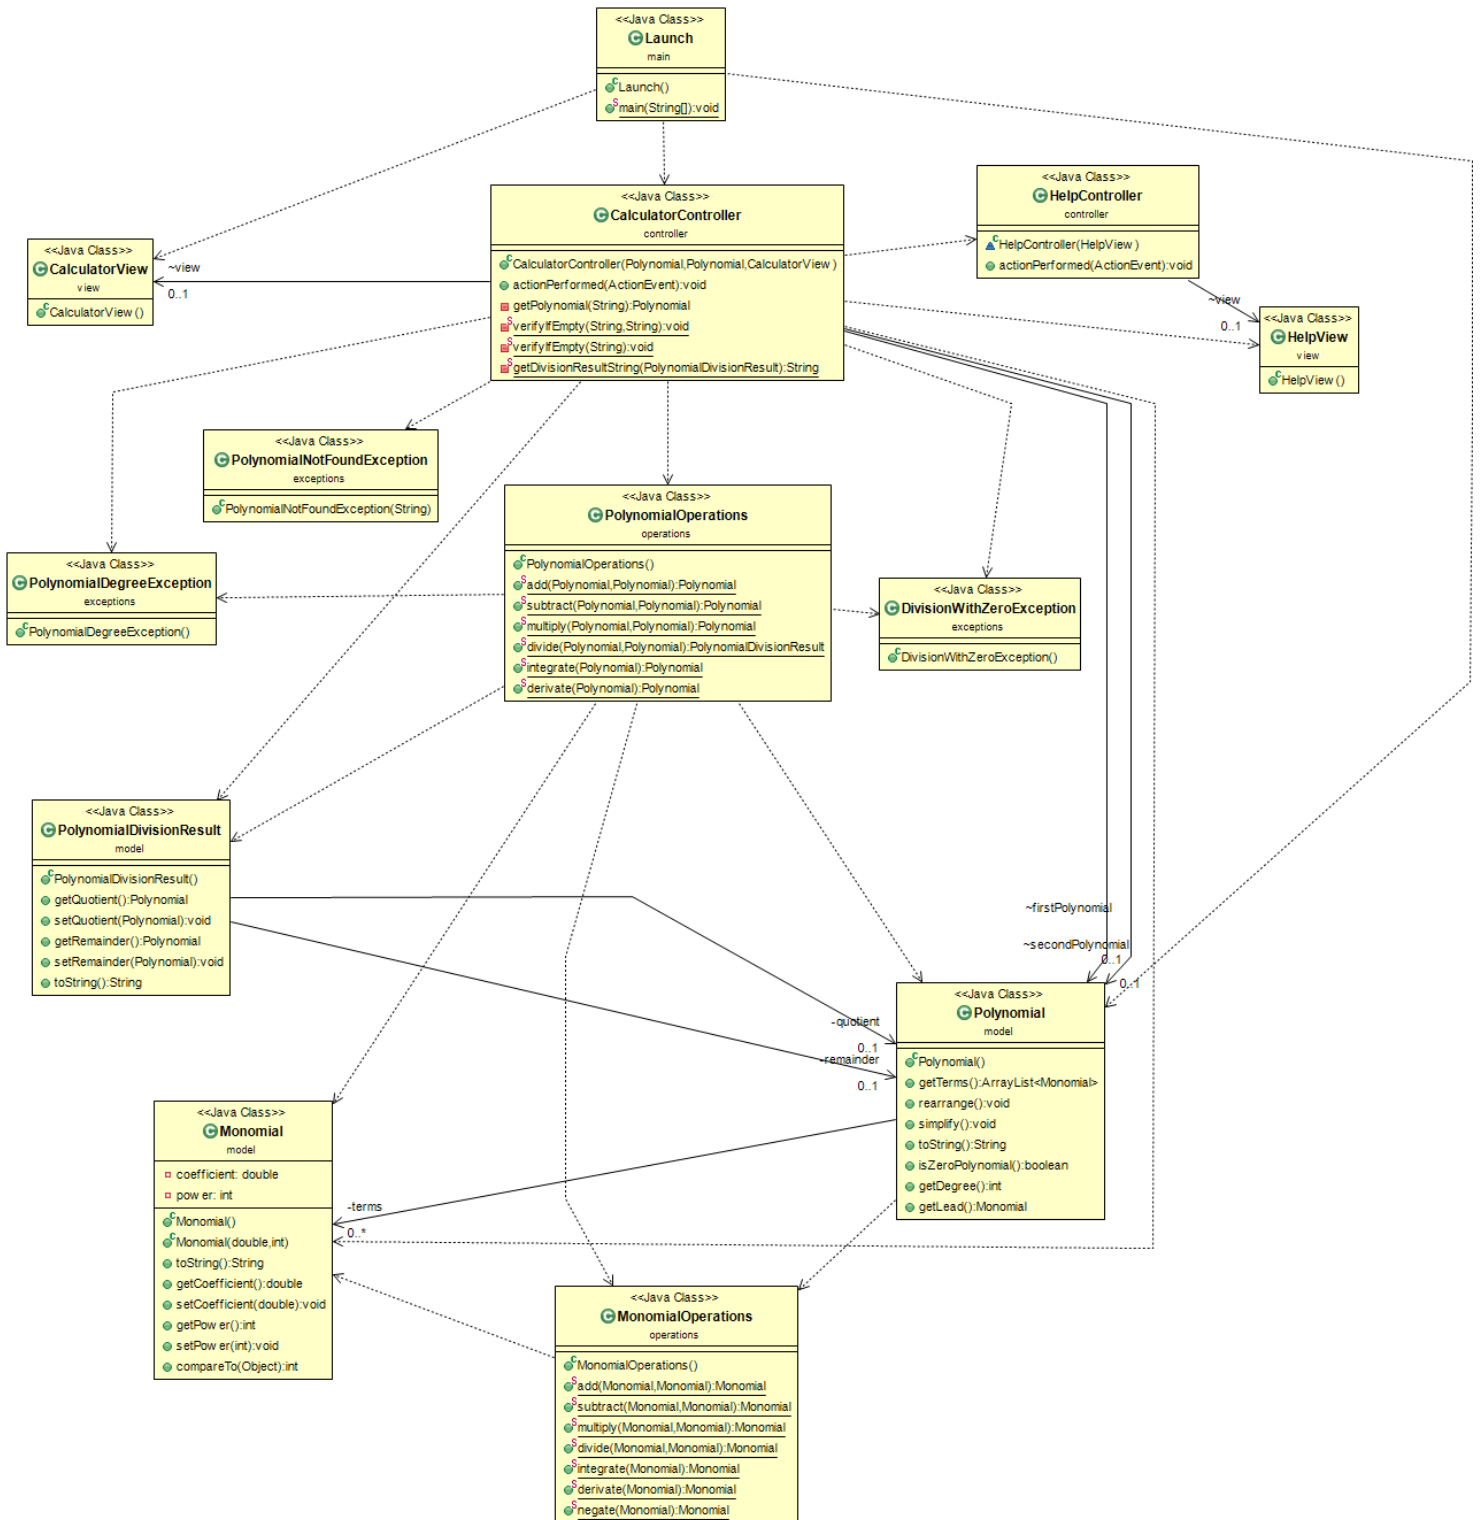 <<Java Class>>
Launch
main
Launch()
main(String[]):void
<<Java Class>>
HelpController
controller
HelpController(HelpView)
actionPerformed(ActionEvent):void
<<Java Class>>
CalculatorController
controller
CalculatorController(Polynomial,Polynomial,CalculatorView)
actionPerformed(ActionEvent):void
getPolynomial(String):Polynomial
verifyIfEmpty(String,String):void
verifyIfEmpty(String):void
getDivisionResultString(PolynomialDivisionResult):String
<<Java Class>>
CalculatorView
view
CalculatorView()
~view
0..1
~view
0..1
<<Java Class>>
HelpView
view
HelpView()
<<Java Class>>
PolynomialNotFoundException
exceptions
PolynomialNotFoundException(String)
<<Java Class>>
PolynomialOperations
operations
PolynomialOperations()
add(Polynomial,Polynomial):Polynomial
subtract(Polynomial,Polynomial):Polynomial
multiply(Polynomial,Polynomial):Polynomial
divide(Polynomial,Polynomial):PolynomialDivisionResult
integrate(Polynomial):Polynomial
derivate(Polynomial):Polynomial
<<Java Class>>
PolynomialDegreeException
exceptions
PolynomialDegreeException()
<<Java Class>>
DivisionWithZeroException
exceptions
DivisionWithZeroException()
<<Java Class>>
PolynomialDivisionResult
model
PolynomialDivisionResult()
getQuotient():Polynomial
setQuotient(Polynomial):void
getRemainder():Polynomial
setRemainder(Polynomial):void
toString():String
~firstPolynomial
~secondPolynomial
0..1
0..1
<<Java Class>>
Polynomial
model
Polynomial()
getTerms():ArrayList<Monomial>
rearrange():void
simplify():void
toString():String
isZeroPolynomial():boolean
getDegree():int
getLead():Monomial
-quotient
0..1
-remainder
0..1
<<Java Class>>
Monomial
model
coefficient: double
power: int
Monomial()
Monomial(double,int)
toString():String
getCoefficient():double
setCoefficient(double):void
getPower():int
setPower(int):void
compareTo(Object):int
-terms
0..*
<<Java Class>>
MonomialOperations
operations
MonomialOperations()
add(Monomial,Monomial):Monomial
subtract(Monomial,Monomial):Monomial
multiply(Monomial,Monomial):Monomial
divide(Monomial,Monomial):Monomial
integrate(Monomial):Monomial
derivate(Monomial):Monomial
negate(Monomial):Monomial